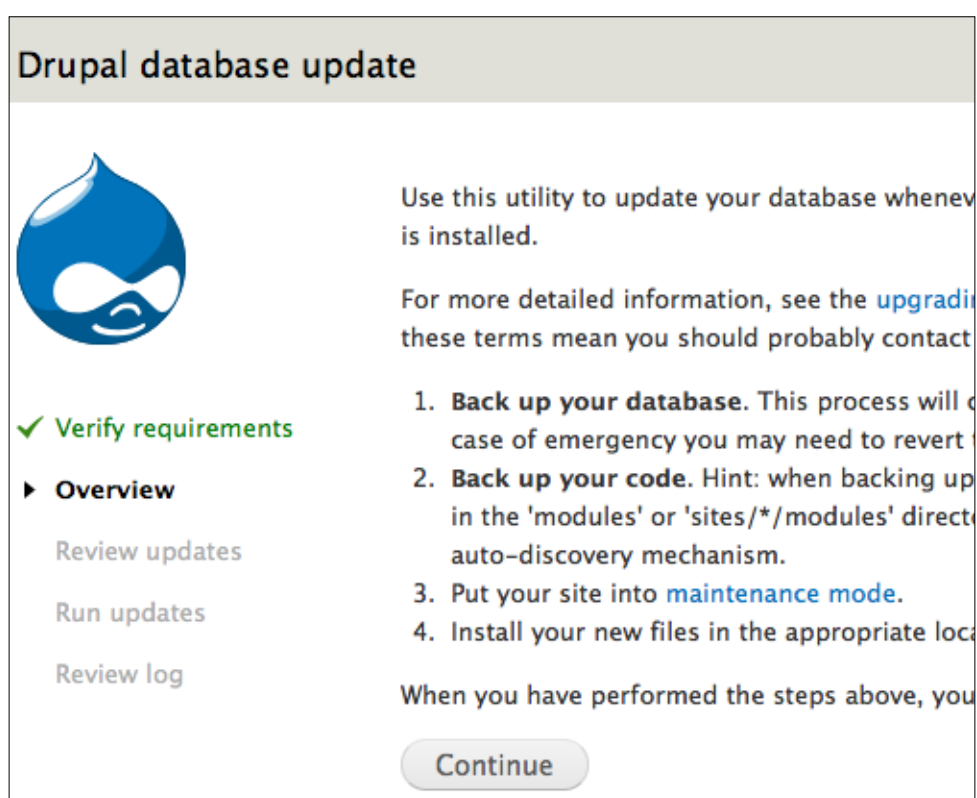 Drupal database update
Verify requirements
Overview
Review updates
Run updates
Review log
Use this utility to update your database
is installed.
For more detailed information, see the
these terms mean you should probably contact
1. Back up your database. This process will
case of emergency you may need to revert
2. Back up your code. Hint: when backing up
in the 'modules' or 'sites/*/modules'
auto-discovery mechanism.
3. Put your site into maintenance mode.
4. Install your new files in the appropriate
When you have performed the steps above, you
Continue